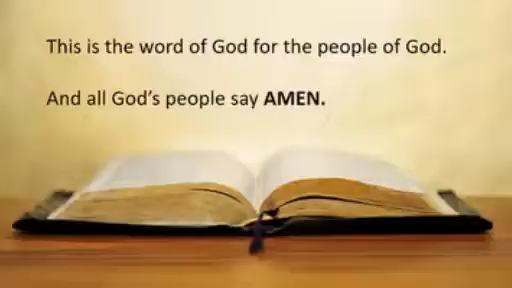 This is the word of God for the people of God.
And all God's people say AMEN.